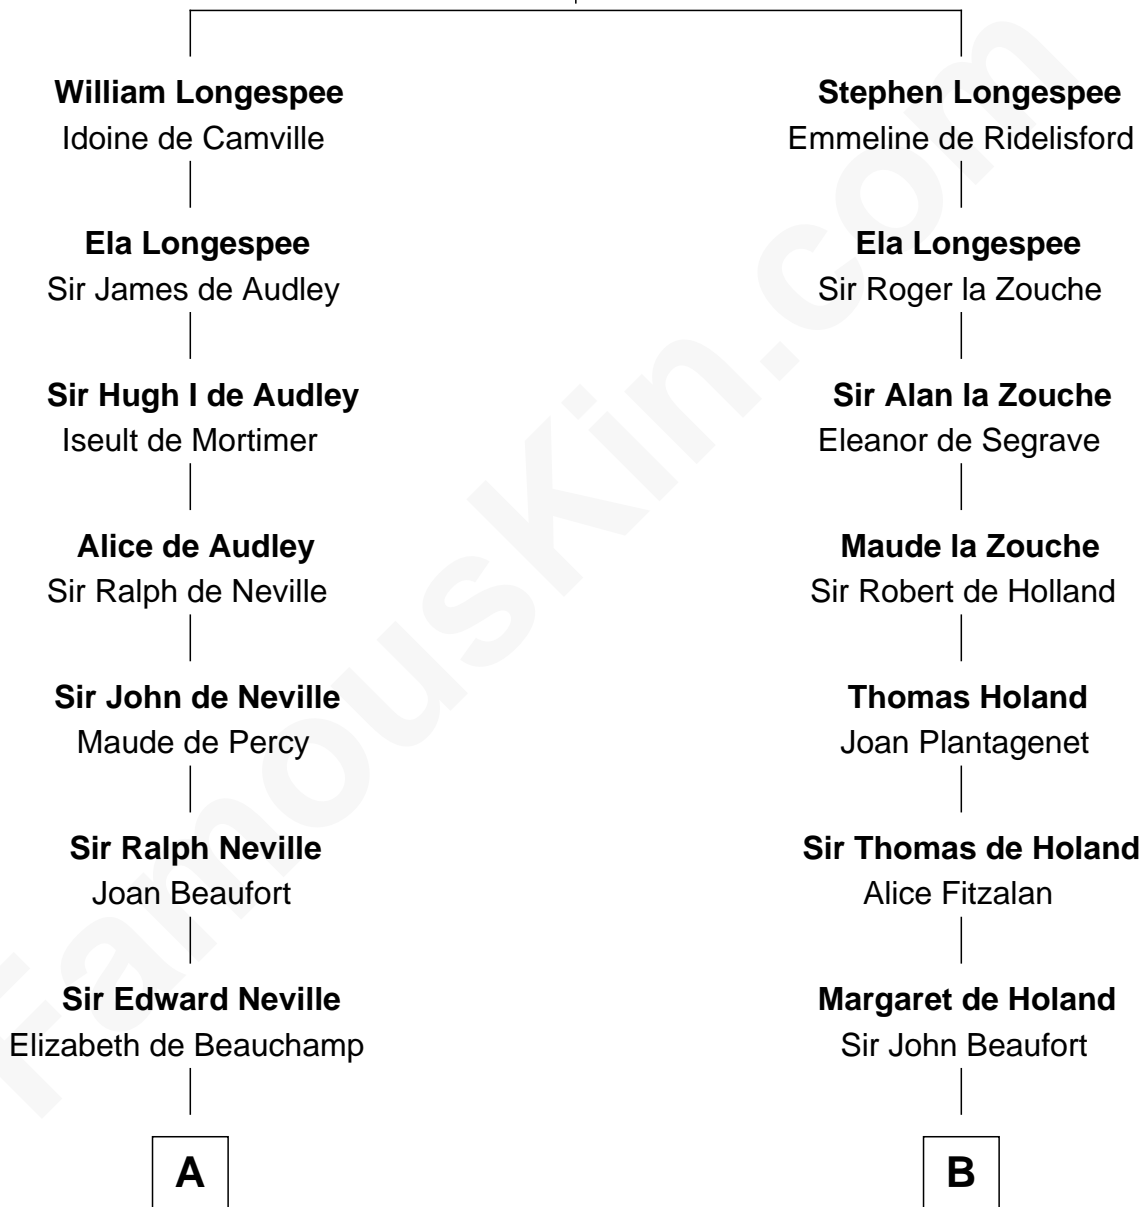 William Longespee
Idoine de Camville
Ela Longespee
Sir James de Audley
Sir Hugh I de Audley
Iseult de Mortimer
Alice de Audley
Sir Ralph de Neville
Sir John de Neville
Maude de Percy
Sir Ralph Neville
Joan Beaufort
Sir Edward Neville
Elizabeth de Beauchamp
A
Stephen Longespee
Emmeline de Ridelisford
Ela Longespee
Sir Roger la Zouche
Sir Alan la Zouche
Eleanor de Segrave
Maude la Zouche
Sir Robert de Holland
Thomas Holand
Joan Plantagenet
Sir Thomas de Holand
Alice Fitzalan
Margaret de Holand
Sir John Beaufort
B
FamousKin.com